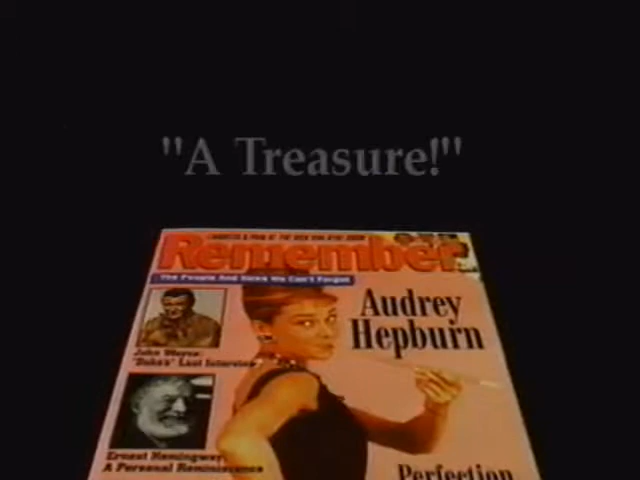 "A Treasure!"
Remember
The People And News We Can't Forget
Audrey
Hepburn
John Wayne:
"Duke's" Last Interview
Ernest Hemingway:
A Personal Reminiscence
Perfection